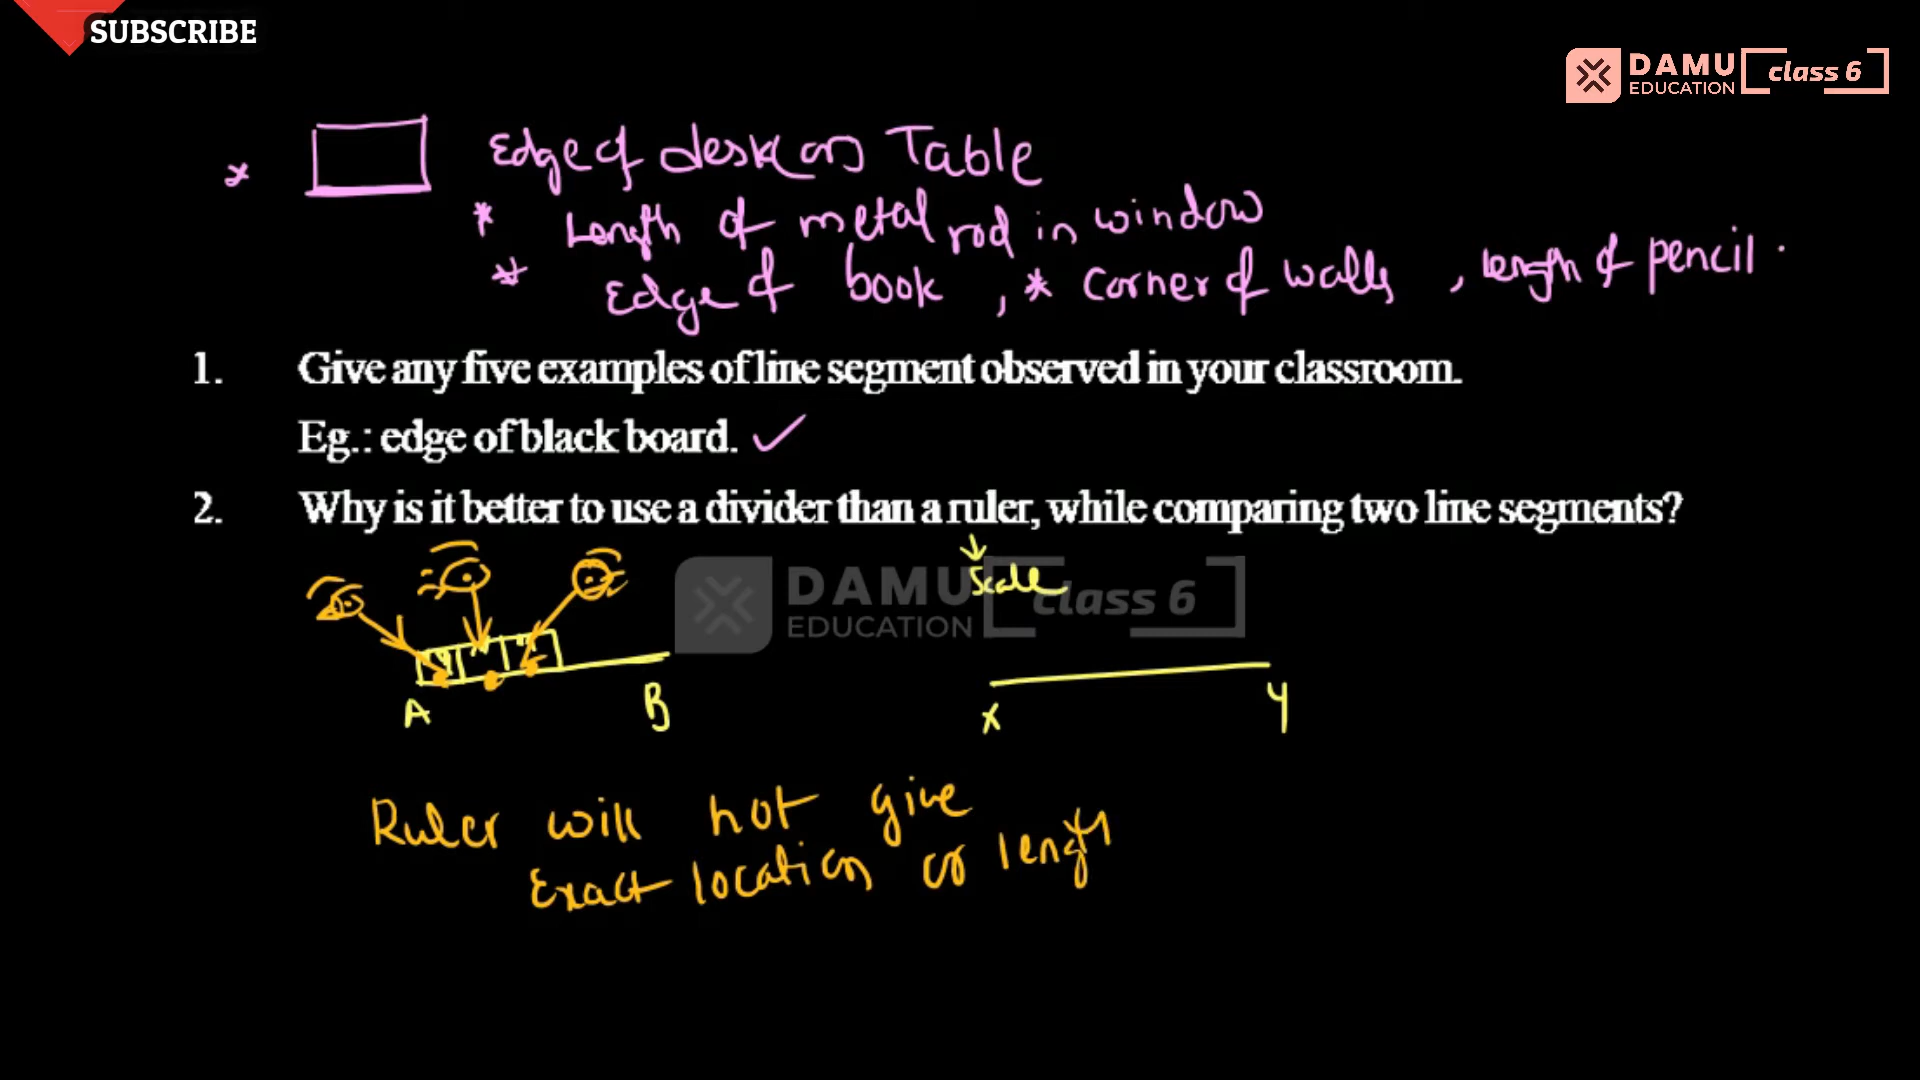 SUBSCRIBE
DAMU EDUCATION class 6
* Edge of desk or Table
* Length of metal rod in window
* Edge of book , * Corner of walls , length of pencil .
1. Give any five examples of line segment observed in your classroom.
Eg.: edge of black board. ✓
2. Why is it better to use a divider than a ruler, while comparing two line segments?
Scale
DAMU EDUCATION class 6
A B x y
Ruler will not give
Exact location or length